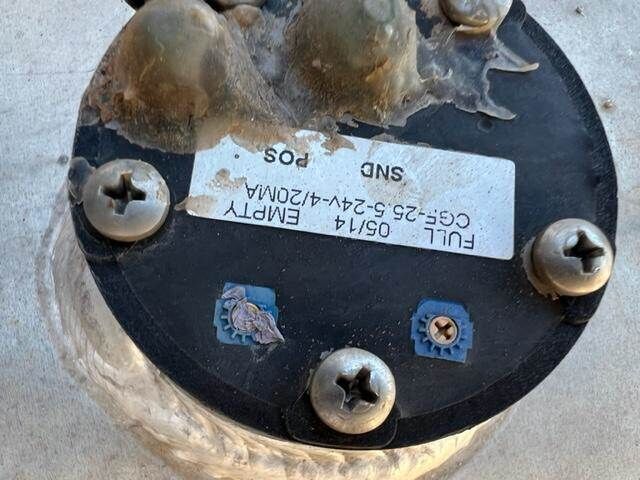 FULL 05/14 EMPTY
CGF-25.5-24v-4/20MA
SND POS